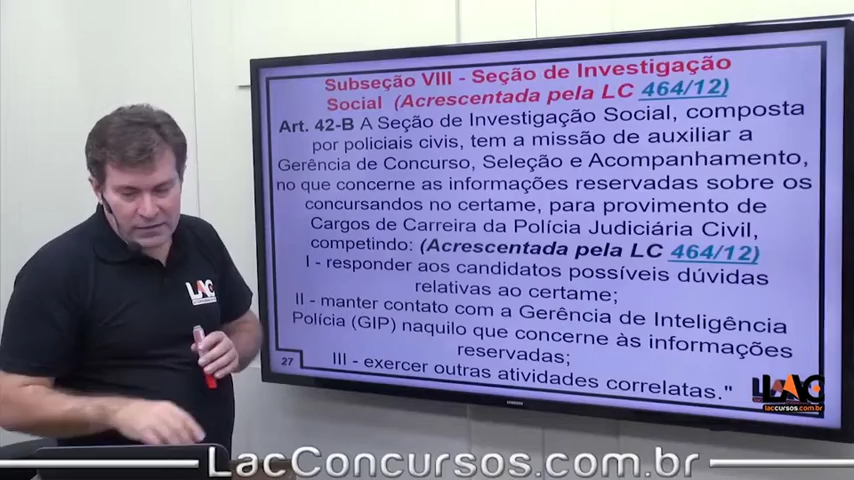 Subseção VIII - Seção de Investigação
Social (Acrescentada pela LC 464/12)
Art. 42-B A Seção de Investigação Social, composta
por policiais civis, tem a missão de auxiliar a
Gerência de Concurso, Seleção e Acompanhamento,
no que concerne as informações reservadas sobre os
concursandos no certame, para provimento de
Cargos de Carreira da Polícia Judiciária Civil,
competindo: (Acrescentada pela LC 464/12)
I - responder aos candidatos possíveis dúvidas
relativas ao certame;
II - manter contato com a Gerência de Inteligência
Polícia (GIP) naquilo que concerne às informações
reservadas;
III - exercer outras atividades correlatas."
27
LAC
LacConcursos
LAC
laccursos.com.br
LacConcursos.com.br